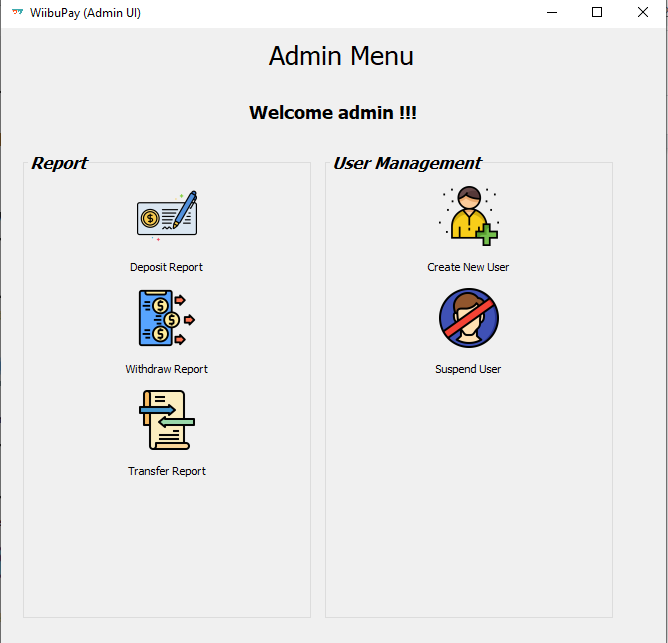 WiibuPay (Admin UI)
Admin Menu
Welcome admin !!!
Report
Deposit Report
Withdraw Report
Transfer Report
User Management
Create New User
Suspend User